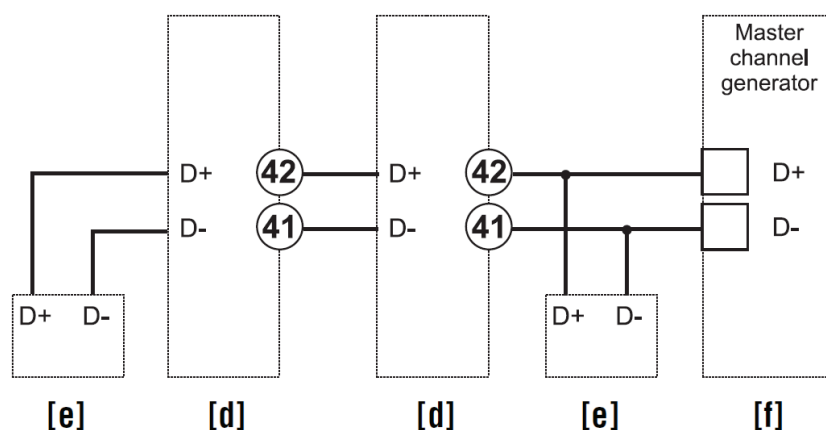 Master
channel
generator
D+ 42 D+ 42 D+
D- 41 D- 41 D-
D+ D- D+ D-
[e] [d] [d] [e] [f]